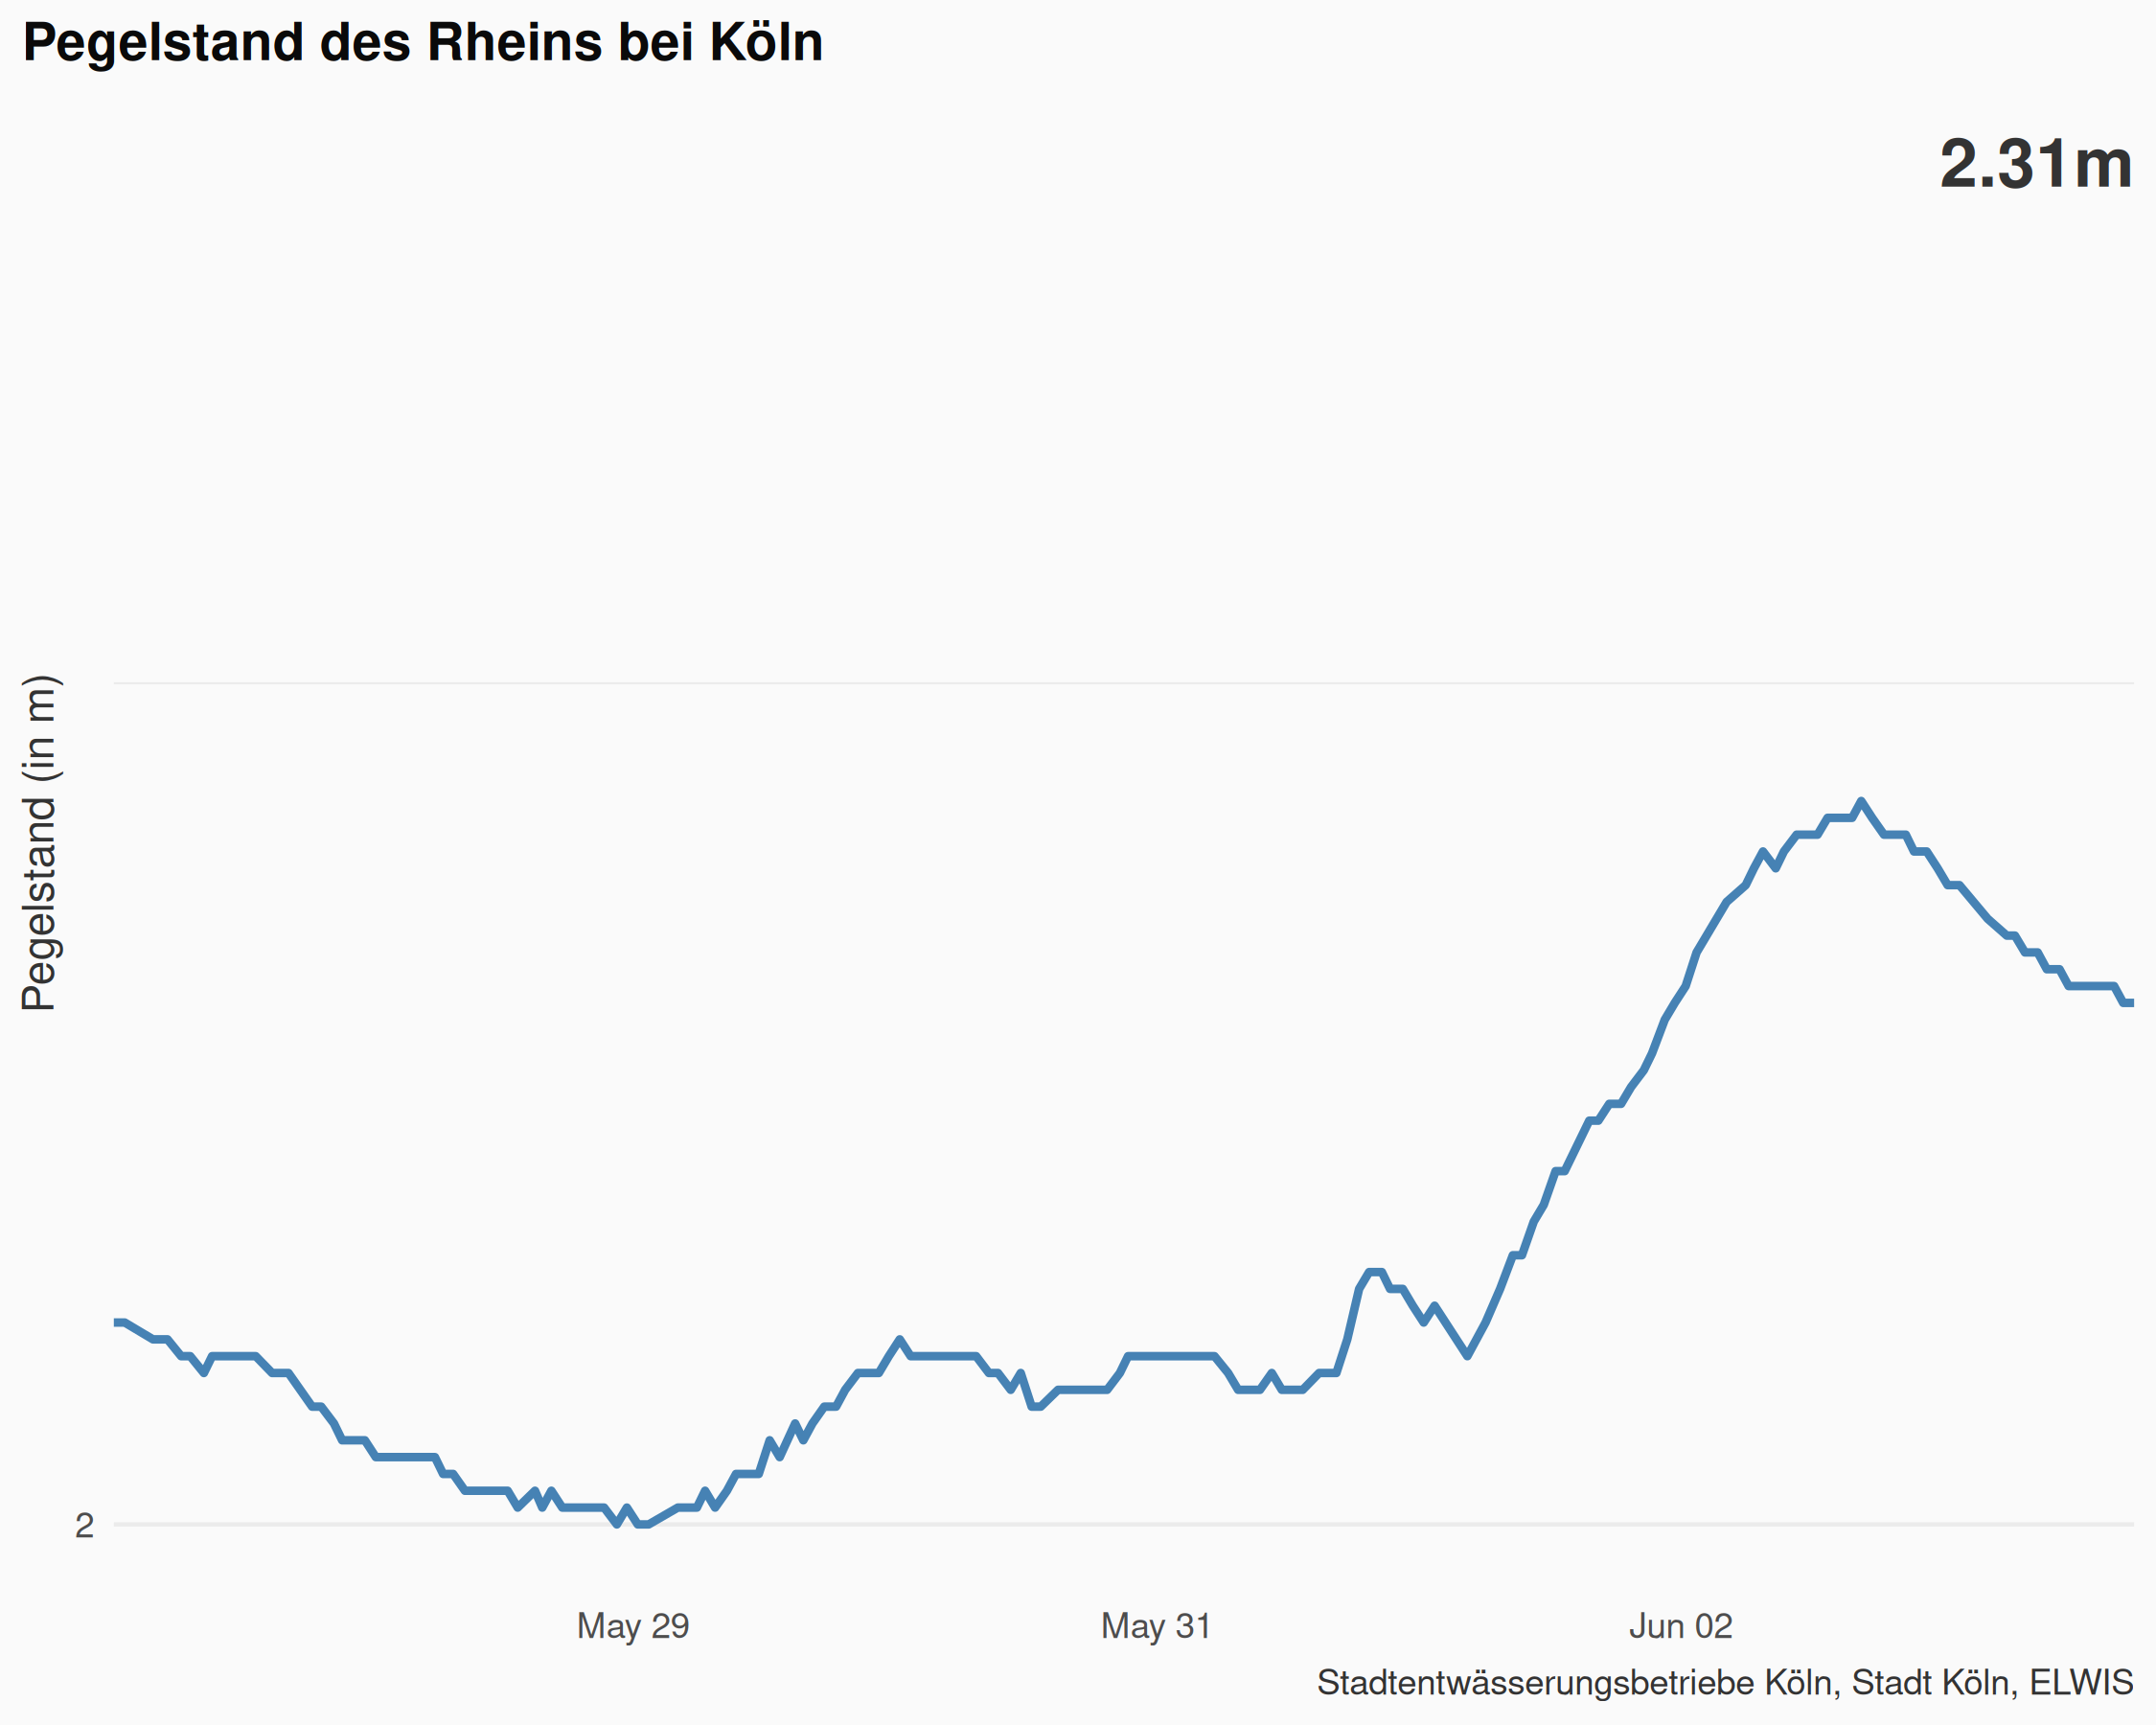 Pegelstand des Rheins bei Köln
2.31m
Pegelstand (in m)
2
May 29
May 31
Jun 02
Stadtentwässerungsbetriebe Köln, Stadt Köln, ELWIS